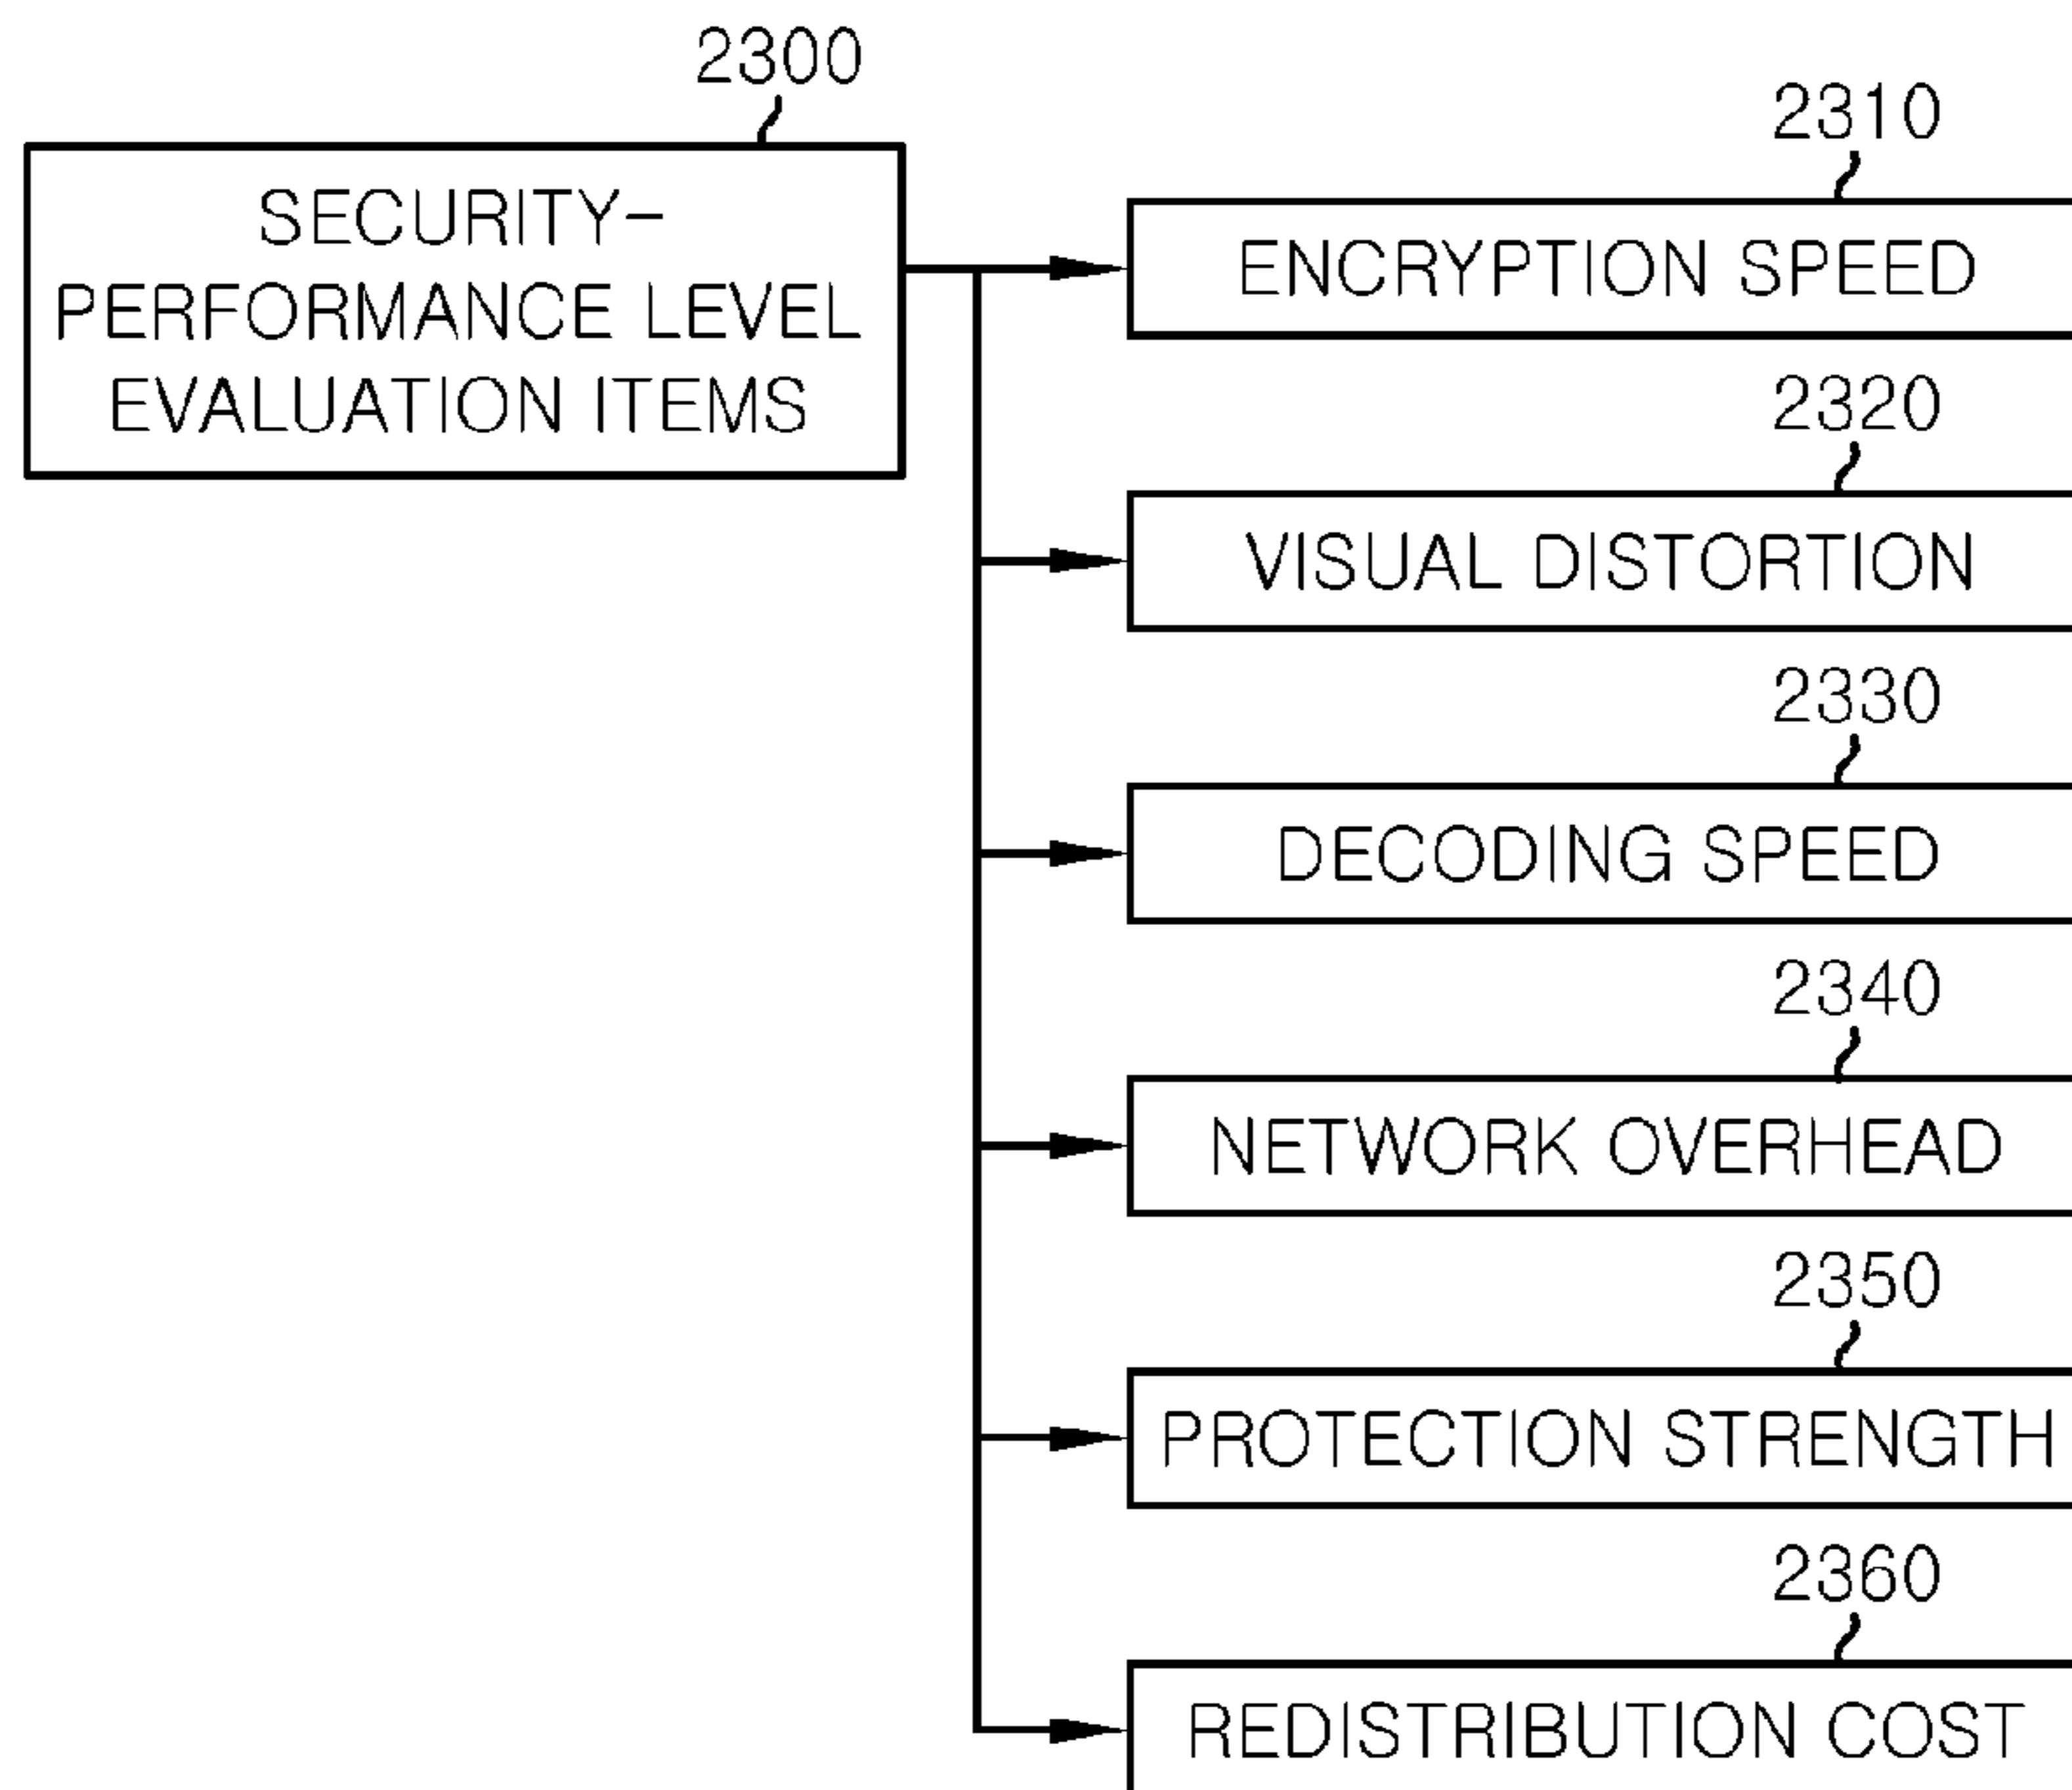 2300
SECURITY-
PERFORMANCE LEVEL
EVALUATION ITEMS
2310
ENCRYPTION SPEED
2320
VISUAL DISTORTION
2330
DECODING SPEED
2340
NETWORK OVERHEAD
2350
PROTECTION STRENGTH
2360
REDISTRIBUTION COST